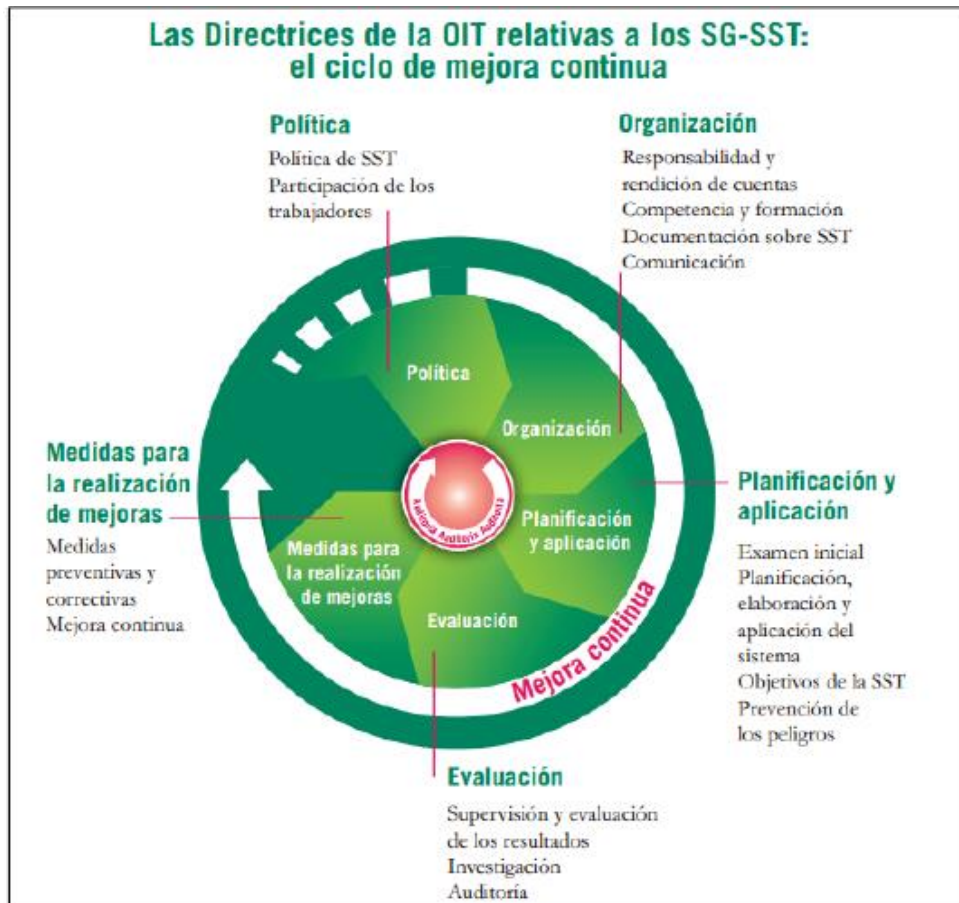 Las Directrices de la OIT relativas a los SG-SST:
el ciclo de mejora continua
Política
Política de SST
Participación de los
trabajadores
Organización
Responsabilidad y
rendición de cuentas
Competencia y formación
Documentación sobre SST
Comunicación
Política
Organización
Planificación
y aplicación
Evaluación
Medidas para
la realización
de mejoras
Auditoría Auditoría Auditoría
Mejora continua
Medidas para
la realización
de mejoras
Medidas
preventivas y
correctivas
Mejora continua
Planificación y
aplicación
Examen inicial
Planificación,
elaboración y
aplicación del
sistema
Objetivos de la SST
Prevención de
los peligros
Evaluación
Supervisión y evaluación
de los resultados
Investigación
Auditoría